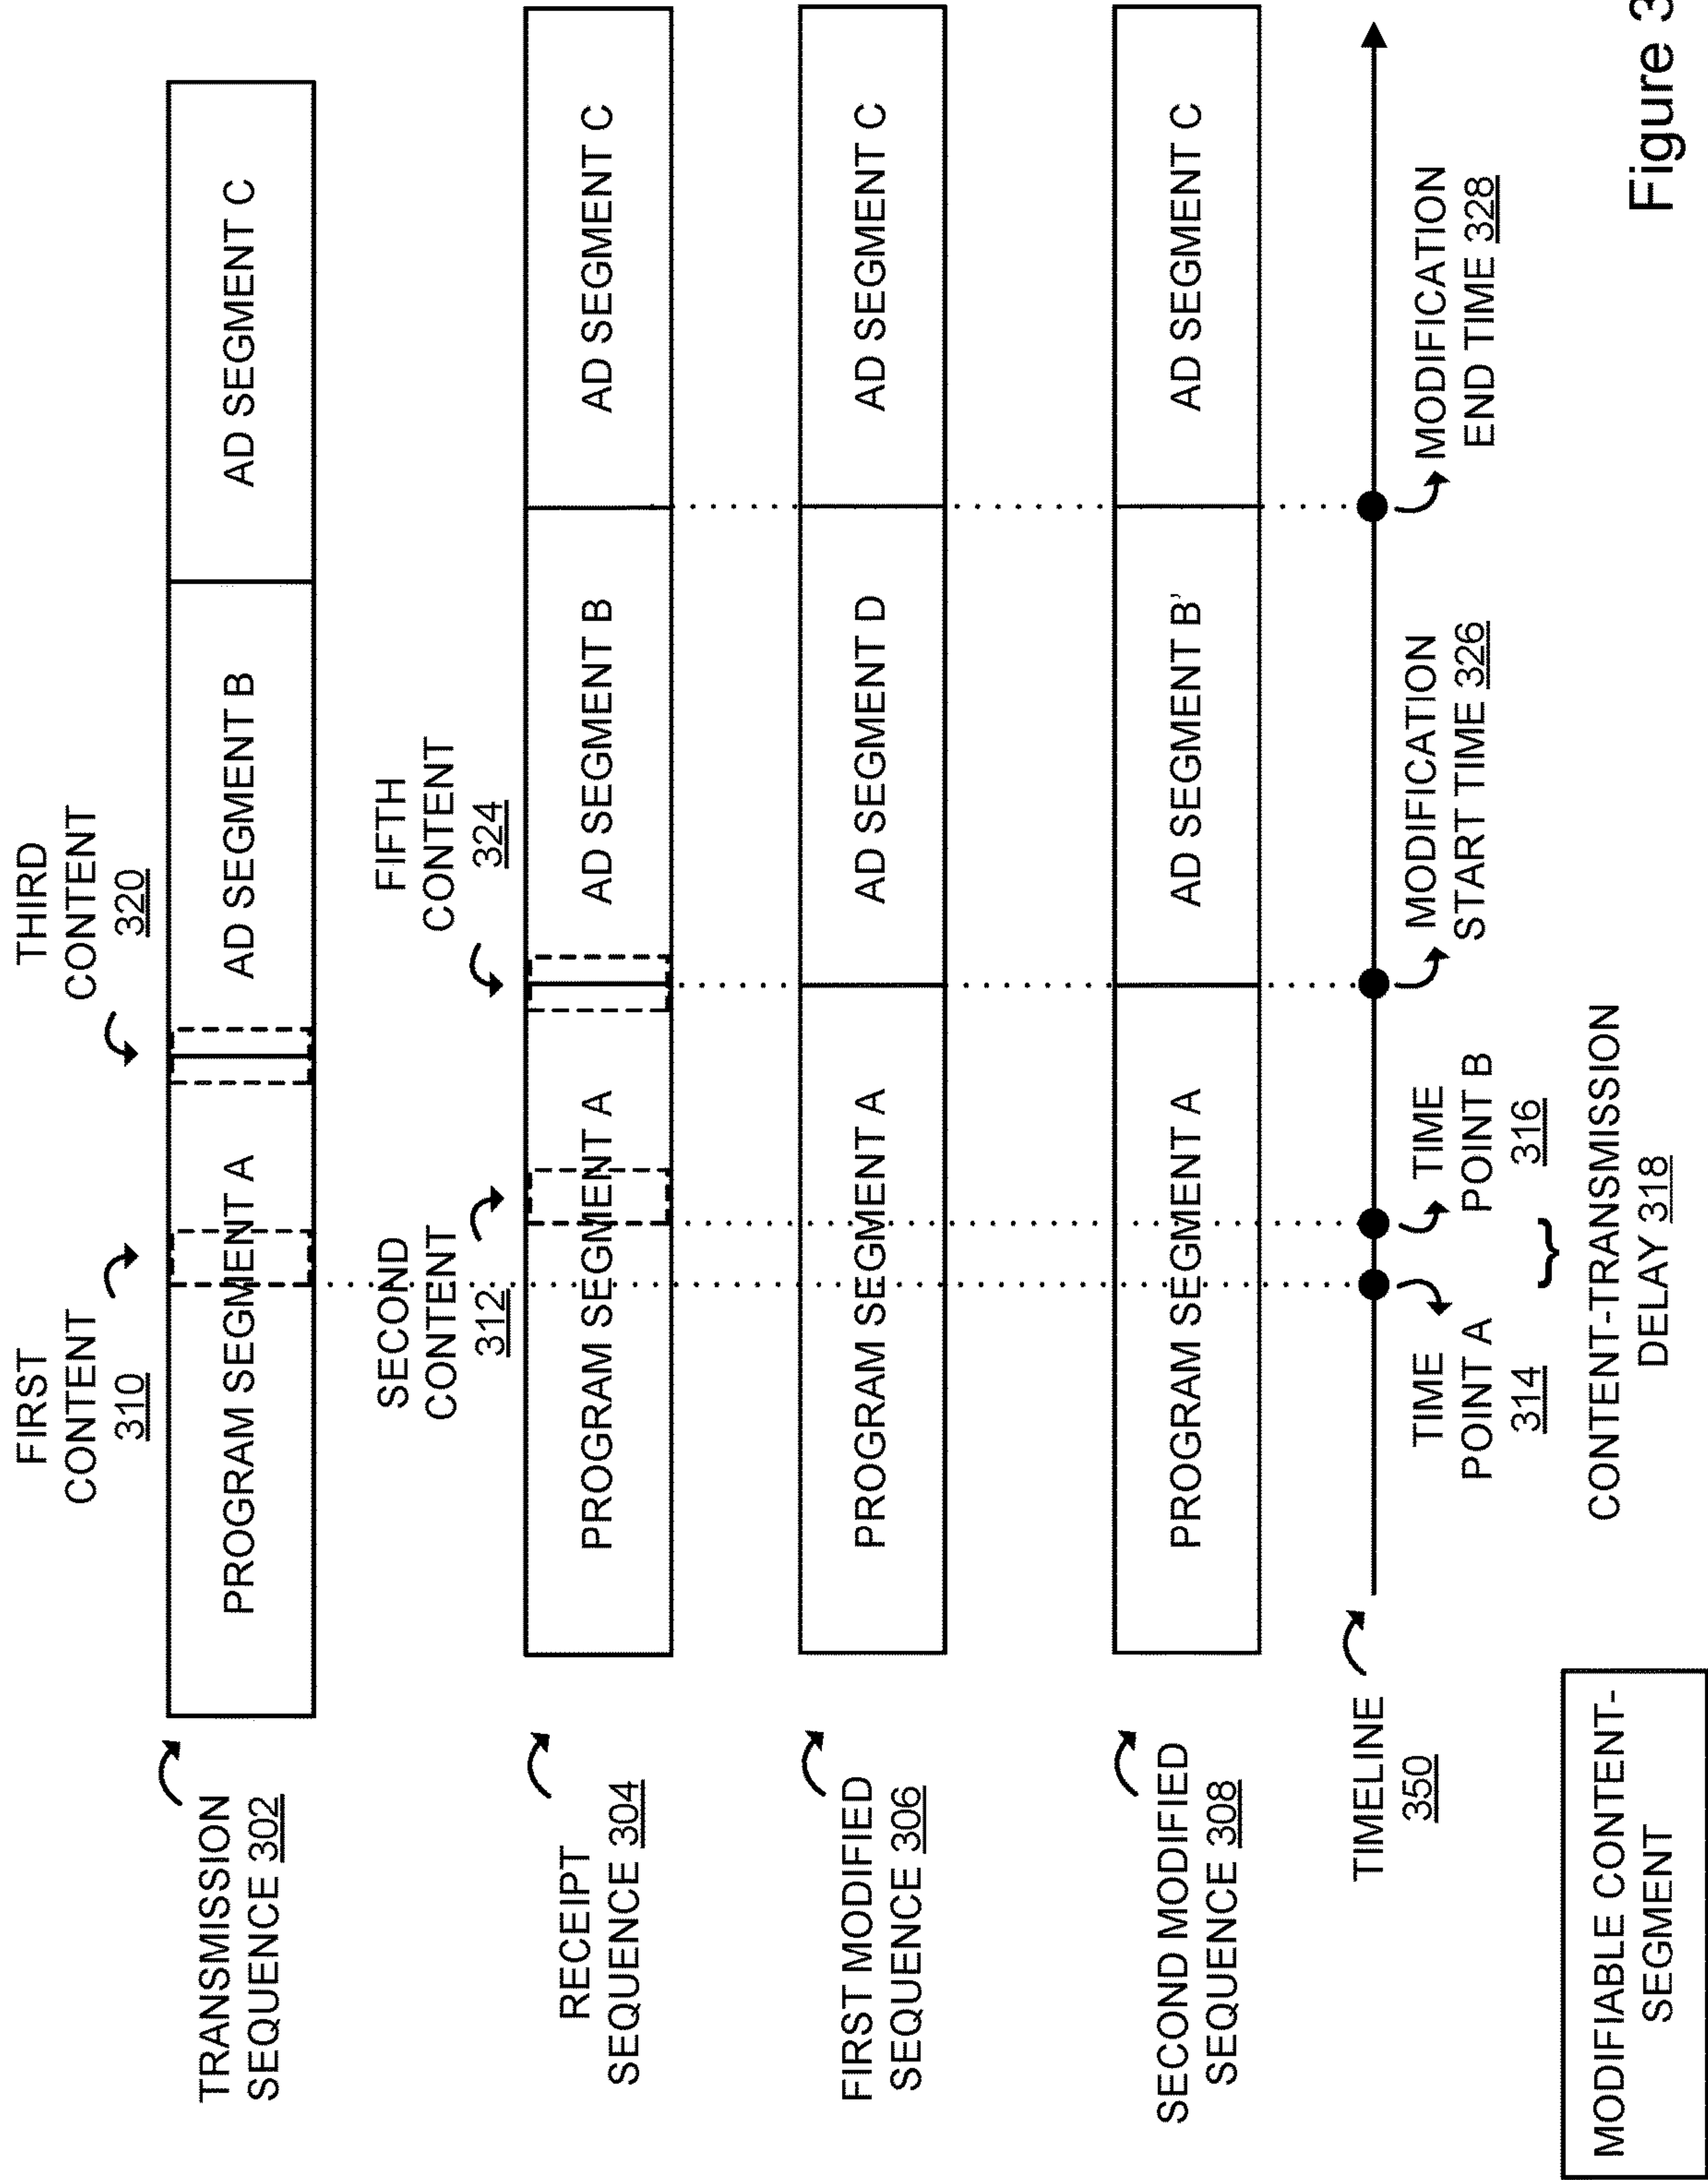 FIRST
CONTENT
310
THIRD
CONTENT
320
TRANSMISSION
SEQUENCE 302
PROGRAM SEGMENT A
AD SEGMENT B
AD SEGMENT C
SECOND
CONTENT
312
FIFTH
CONTENT
324
RECEIPT
SEQUENCE 304
PROGRAM SEGMENT A
AD SEGMENT B
AD SEGMENT C
FIRST MODIFIED
SEQUENCE 306
PROGRAM SEGMENT A
AD SEGMENT D
AD SEGMENT C
SECOND MODIFIED
SEQUENCE 308
PROGRAM SEGMENT A
AD SEGMENT B'
AD SEGMENT C
TIMELINE
350
TIME
POINT A
314
TIME
POINT B
316
MODIFICATION
START TIME 326
MODIFICATION
END TIME 328
CONTENT-TRANSMISSION
DELAY 318
MODIFIABLE CONTENT-
SEGMENT
Figure 3